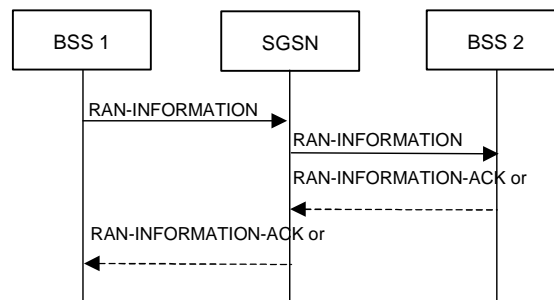 BSS 1
SGSN
BSS 2
RAN-INFORMATION
RAN-INFORMATION
RAN-INFORMATION-ACK or
RAN-INFORMATION-ACK or